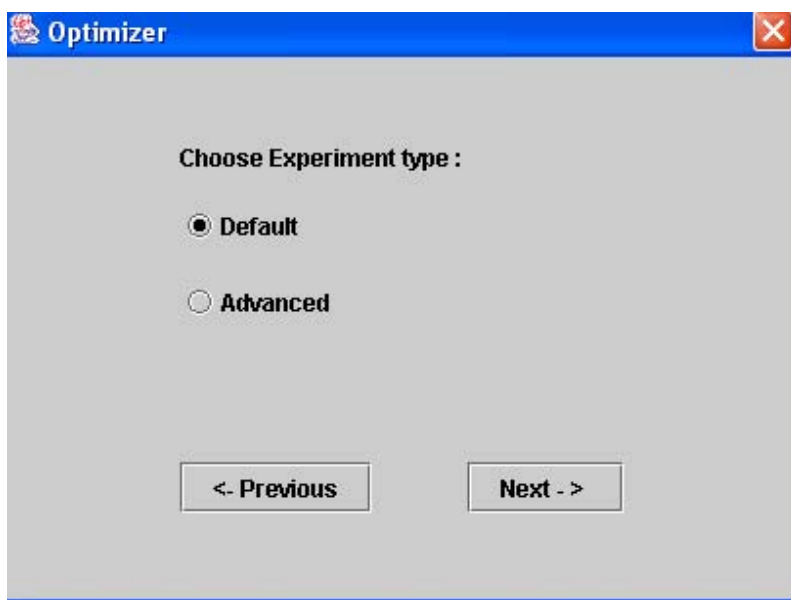 Optimizer
Choose Experiment type :
Default
Advanced
<- Previous
Next - >